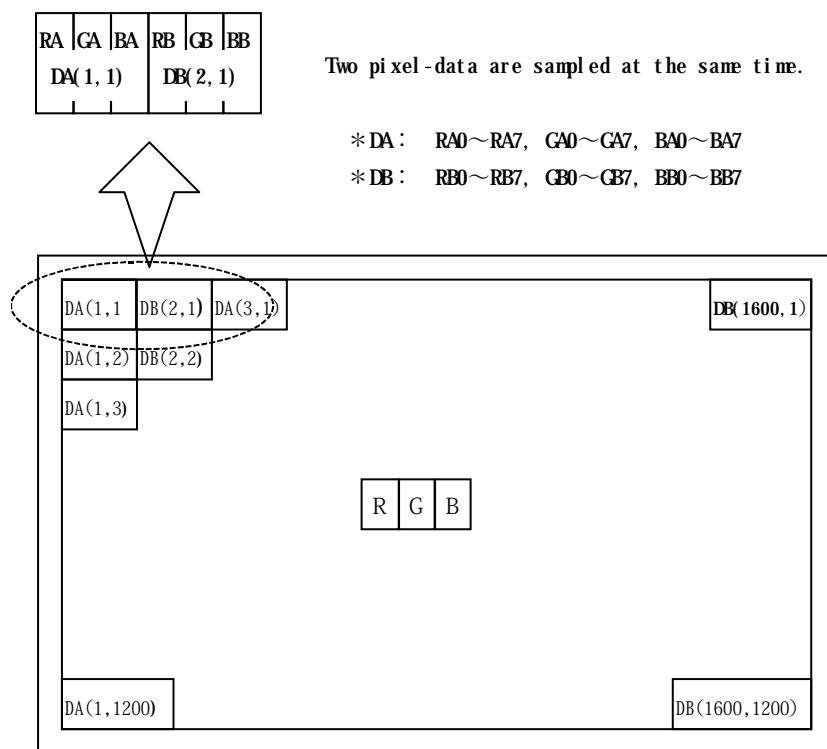 RA GA BA RB GB BB
DA(1,1) DB(2,1)
Two pixel-data are sampled at the same time.
*DA: RA0~RA7, GA0~GA7, BA0~BA7
*DB: RB0~RB7, GB0~GB7, BB0~BB7
DA(1,1 DB(2,1) DA(3,1) DB(1600,1)
DA(1,2) DB(2,2)
DA(1,3)
R G B
DA(1,1200) DB(1600,1200)